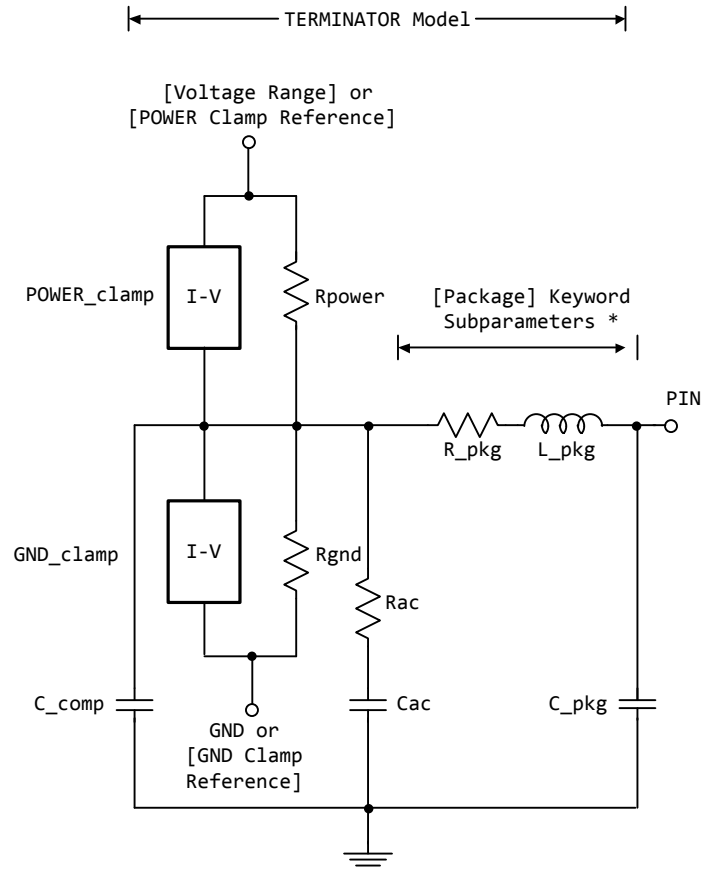 TERMINATOR Model
[Voltage Range] or
[POWER Clamp Reference]
POWER_clamp
I-V
Rpower
[Package] Keyword
Subparameters *
PIN
R_pkg
L_pkg
GND_clamp
I-V
Rgnd
Rac
C_comp
Cac
C_pkg
GND or
[GND Clamp
Reference]